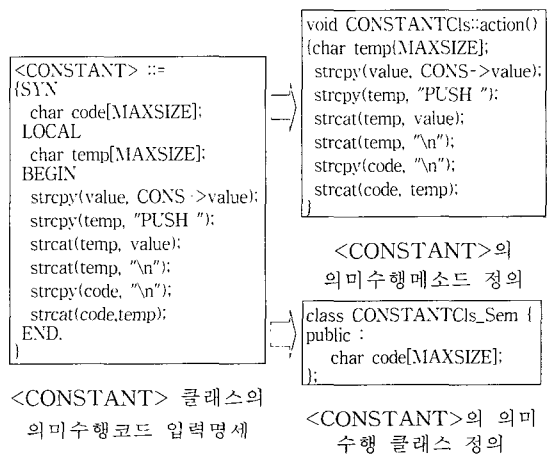 <CONSTANT> ::=
{SYN
char code[MAXSIZE];
LOCAL
char temp[MAXSIZE];
BEGIN
strcpy(value, CONS->value);
strcpy(temp, "PUSH ");
strcat(temp, value);
strcat(temp, "\n");
strcpy(code, "\n");
strcat(code,temp);
END.
}
<CONSTANT> 클래스의
의미수행코드 입력명세
void CONSTANTCls::action()
{char temp[MAXSIZE];
strcpy(value, CONS->value);
strcpy(temp, "PUSH ");
strcat(temp, value);
strcat(temp, "\n");
strcpy(code, "\n");
strcat(code, temp);
}
<CONSTANT>의
의미수행메소드 정의
class CONSTANTCls_Sem {
public :
char code[MAXSIZE];
};
<CONSTANT>의 의미
수행 클래스 정의